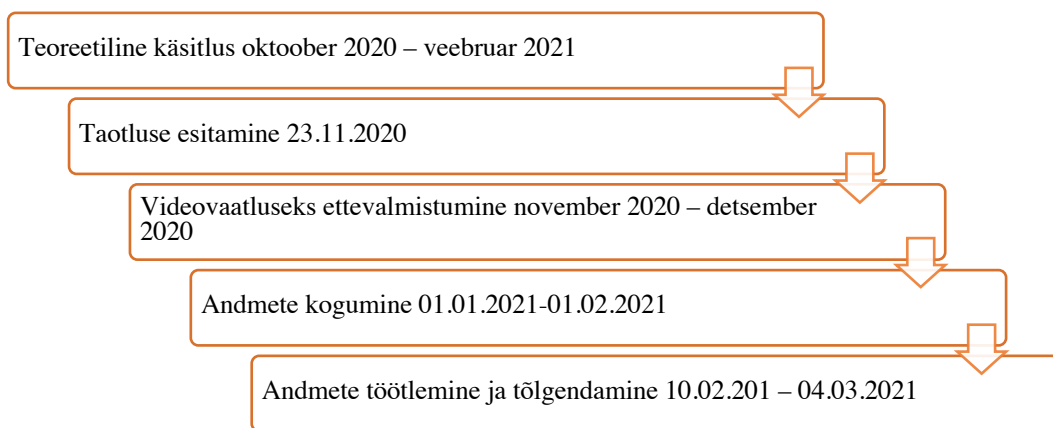 Teoreetiline käsitlus oktoober 2020 – veebruar 2021
Taotluse esitamine 23.11.2020
Videovaatluseks ettevalmistumine november 2020 – detsember
2020
Andmete kogumine 01.01.2021-01.02.2021
Andmete töötlemine ja tõlgendamine 10.02.201 – 04.03.2021